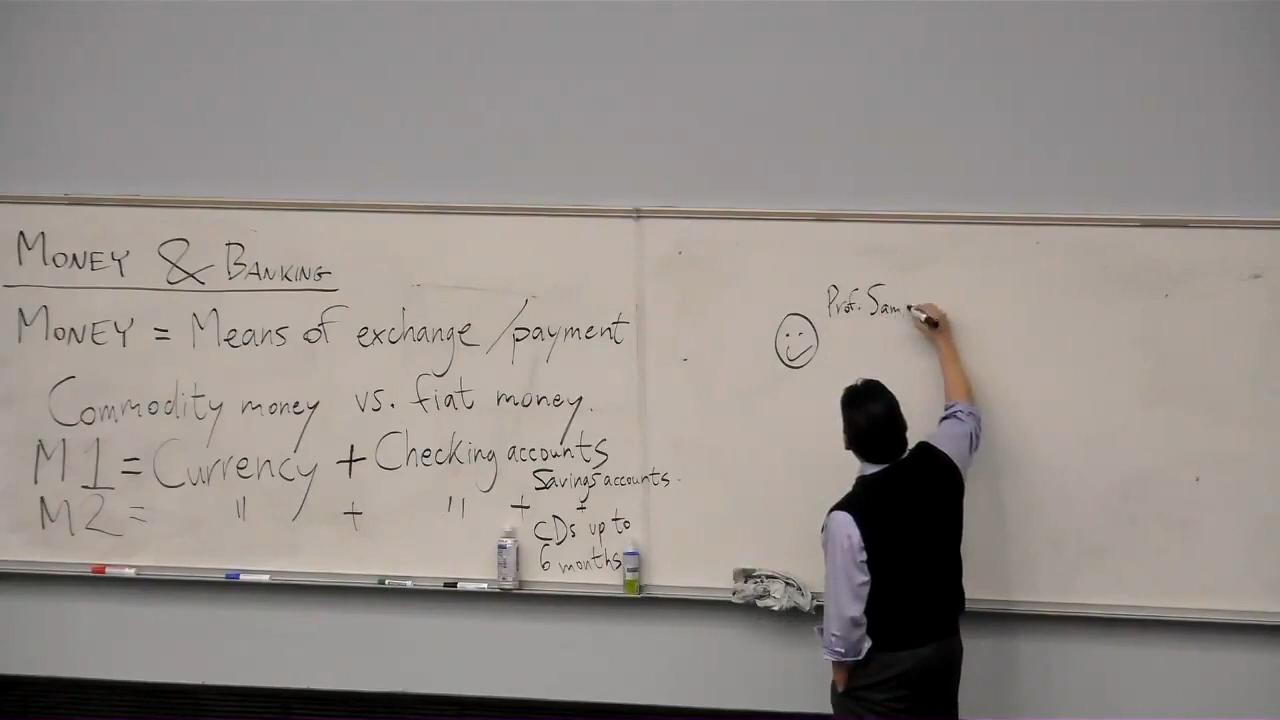 MONEY & BANKING
MONEY = Means of exchange/payment
Commodity money vs. fiat money.
M1 = Currency + Checking accounts
Savings accounts.
M2 = " + " + +
CDs up to
6 months
Prof. Sam